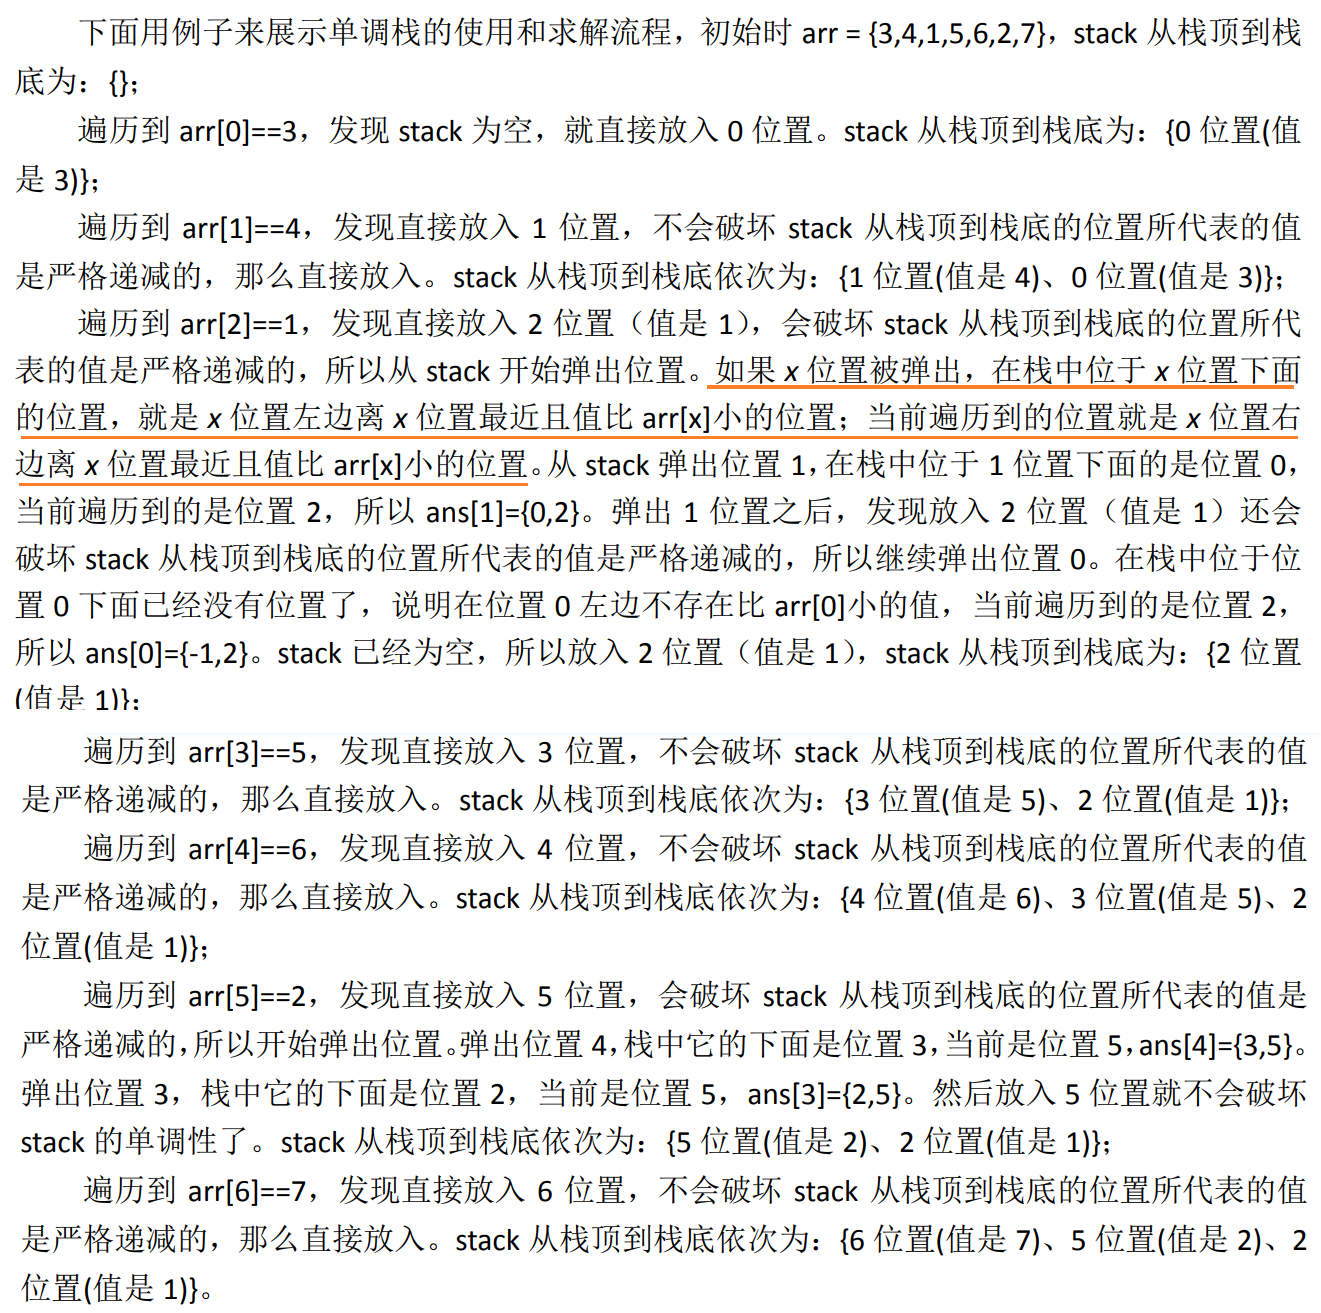 下面用例子来展示单调栈的使用和求解流程，初始时 arr = {3,4,1,5,6,2,7}，stack 从栈顶到栈
底为：{}；
遍历到 arr[0]==3，发现 stack 为空，就直接放入 0 位置。stack 从栈顶到栈底为：{0 位置(值
是 3)}；
遍历到 arr[1]==4，发现直接放入 1 位置，不会破坏 stack 从栈顶到栈底的位置所代表的值
是严格递减的，那么直接放入。stack 从栈顶到栈底依次为：{1 位置(值是 4)、0 位置(值是 3)}；
遍历到 arr[2]==1，发现直接放入 2 位置（值是 1），会破坏 stack 从栈顶到栈底的位置所代
表的值是严格递减的，所以从 stack 开始弹出位置。如果 x 位置被弹出，在栈中位于 x 位置下面
的位置，就是 x 位置左边离 x 位置最近且值比 arr[x]小的位置；当前遍历到的位置就是 x 位置右
边离 x 位置最近且值比 arr[x]小的位置。从 stack 弹出位置 1，在栈中位于 1 位置下面的是位置 0，
当前遍历到的是位置 2，所以 ans[1]={0,2}。弹出 1 位置之后，发现放入 2 位置（值是 1）还会
破坏 stack 从栈顶到栈底的位置所代表的值是严格递减的，所以继续弹出位置 0。在栈中位于位
置 0 下面已经没有位置了，说明在位置 0 左边不存在比 arr[0]小的值，当前遍历到的是位置 2，
所以 ans[0]={-1,2}。stack 已经为空，所以放入 2 位置（值是 1），stack 从栈顶到栈底为：{2 位置
(值是 1)}；
遍历到 arr[3]==5，发现直接放入 3 位置，不会破坏 stack 从栈顶到栈底的位置所代表的值
是严格递减的，那么直接放入。stack 从栈顶到栈底依次为：{3 位置(值是 5)、2 位置(值是 1)}；
遍历到 arr[4]==6，发现直接放入 4 位置，不会破坏 stack 从栈顶到栈底的位置所代表的值
是严格递减的，那么直接放入。stack 从栈顶到栈底依次为：{4 位置(值是 6)、3 位置(值是 5)、2
位置(值是 1)}；
遍历到 arr[5]==2，发现直接放入 5 位置，会破坏 stack 从栈顶到栈底的位置所代表的值是
严格递减的，所以开始弹出位置。弹出位置 4，栈中它的下面是位置 3，当前是位置 5，ans[4]={3,5}。
弹出位置 3，栈中它的下面是位置 2，当前是位置 5，ans[3]={2,5}。然后放入 5 位置就不会破坏
stack 的单调性了。stack 从栈顶到栈底依次为：{5 位置(值是 2)、2 位置(值是 1)}；
遍历到 arr[6]==7，发现直接放入 6 位置，不会破坏 stack 从栈顶到栈底的位置所代表的值
是严格递减的，那么直接放入。stack 从栈顶到栈底依次为：{6 位置(值是 7)、5 位置(值是 2)、2
位置(值是 1)}。